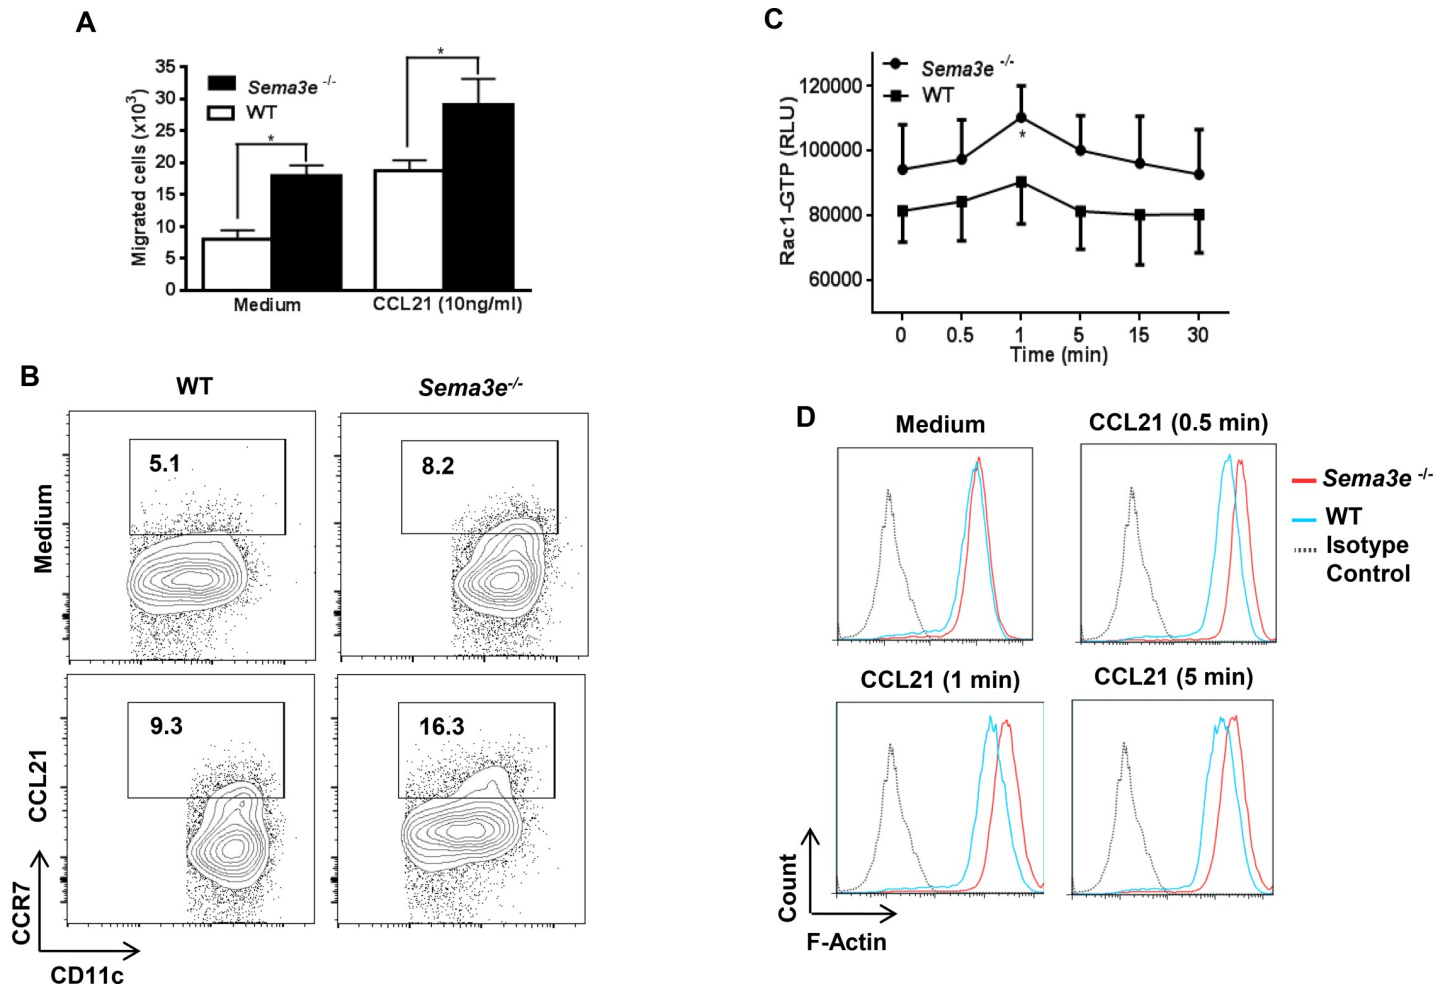 A
Migrated cells (x10³)
35
30
25
20
15
10
5
0
Sema3e -/-
WT
*
*
Medium
CCL21 (10ng/ml)
C
Rac1-GTP (RLU)
120000
100000
80000
60000
Sema3e -/-
WT
*
0 0.5 1 5 15 30
Time (min)
B
WT
Sema3e-/-
Medium
5.1
8.2
CCL21
9.3
16.3
CCR7
CD11c
D
Medium
CCL21 (0.5 min)
Sema3e -/-
WT
Isotype
Control
CCL21 (1 min)
CCL21 (5 min)
Count
F-Actin